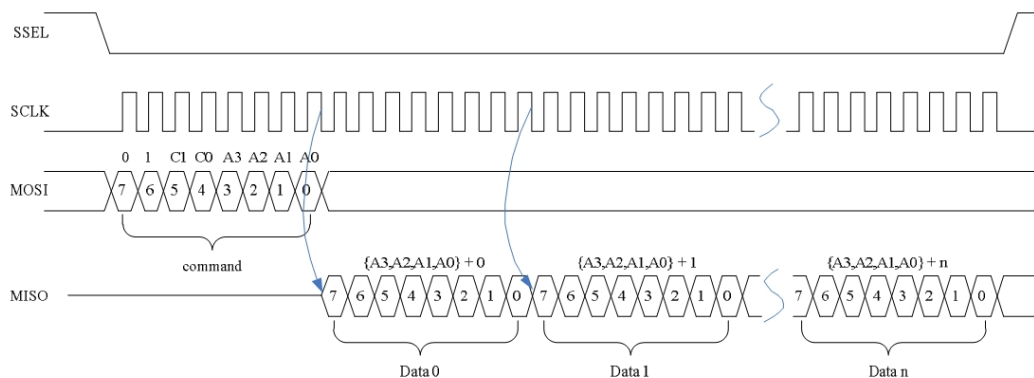 SSEL
SCLK
0 1 C1 C0 A3 A2 A1 A0
MOSI 7 6 5 4 3 2 1 0
command
{A3,A2,A1,A0} + 0 {A3,A2,A1,A0} + 1 {A3,A2,A1,A0} + n
MISO 7 6 5 4 3 2 1 0 7 6 5 4 3 2 1 0 7 6 5 4 3 2 1 0
Data 0 Data 1 Data n